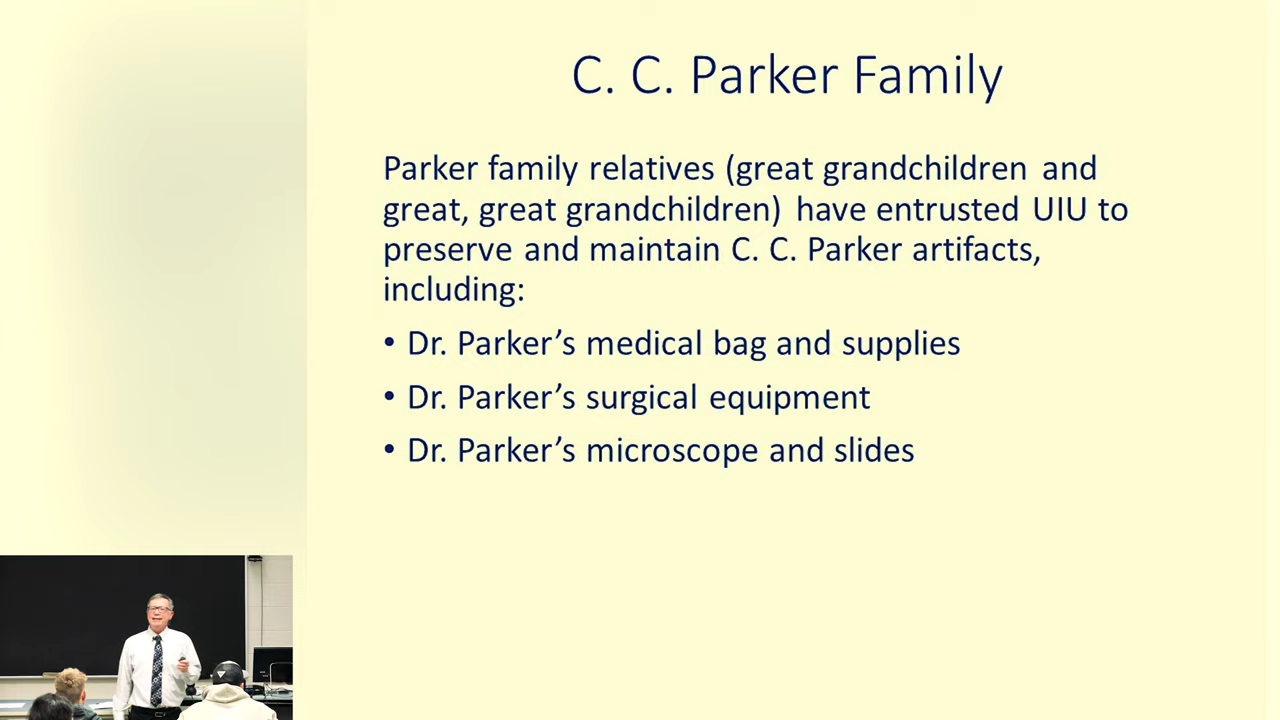 C. C. Parker Family
Parker family relatives (great grandchildren and
great, great grandchildren) have entrusted UIU to
preserve and maintain C. C. Parker artifacts,
including:
• Dr. Parker’s medical bag and supplies
• Dr. Parker’s surgical equipment
• Dr. Parker’s microscope and slides